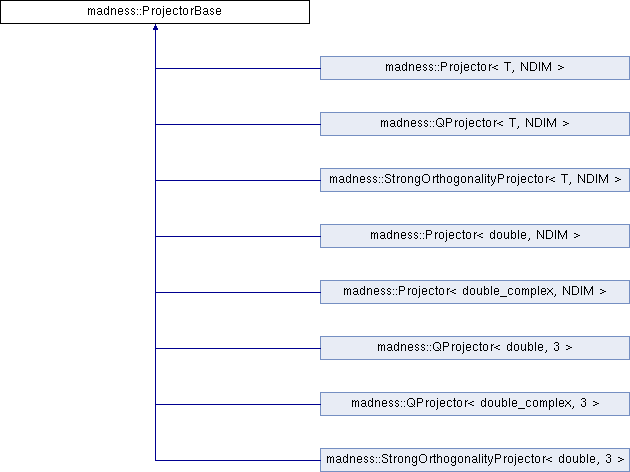 madness::ProjectorBase
madness::Projector< T, NDIM >
madness::QProjector< T, NDIM >
madness::StrongOrthogonalityProjector< T, NDIM >
madness::Projector< double, NDIM >
madness::Projector< double_complex, NDIM >
madness::QProjector< double, 3 >
madness::QProjector< double_complex, 3 >
madness::StrongOrthogonalityProjector< double, 3 >